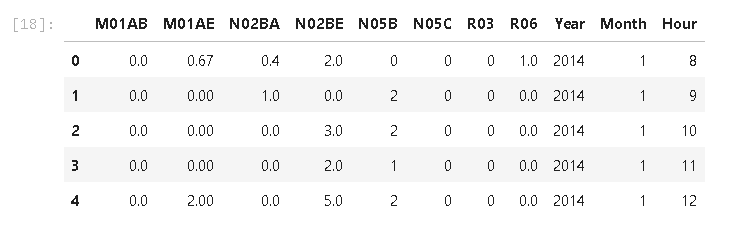 [18]: M01AB M01AE N02BA N02BE N05B N05C R03 R06 Year Month Hour
0 0.0 0.67 0.4 2.0 0 0 0 1.0 2014 1 8
1 0.0 0.00 1.0 0.0 2 0 0 0.0 2014 1 9
2 0.0 0.00 0.0 3.0 2 0 0 0.0 2014 1 10
3 0.0 0.00 0.0 2.0 1 0 0 0.0 2014 1 11
4 0.0 2.00 0.0 5.0 2 0 0 0.0 2014 1 12